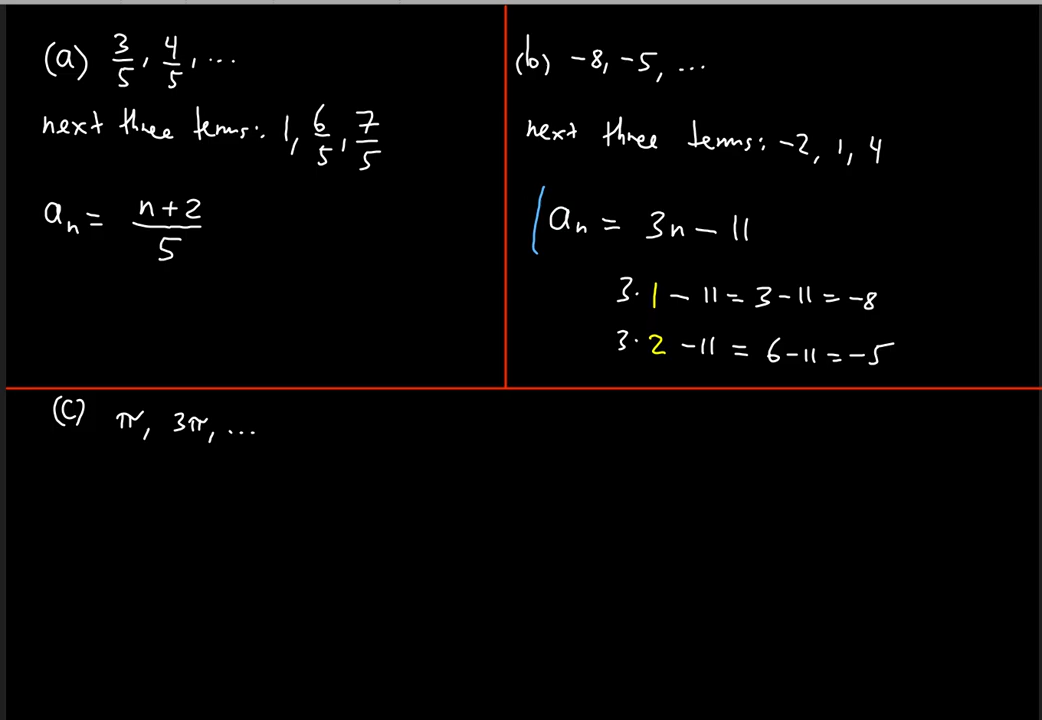 (a) 3/5, 4/5, ...
next three terms: 1, 6/5, 7/5
aₙ = (n+2)/5
(b) -8, -5, ...
next three terms: -2, 1, 4
aₙ = 3n - 11
3·1 - 11 = 3-11 = -8
3·2 -11 = 6-11 = -5
(c) π, 3π, ...